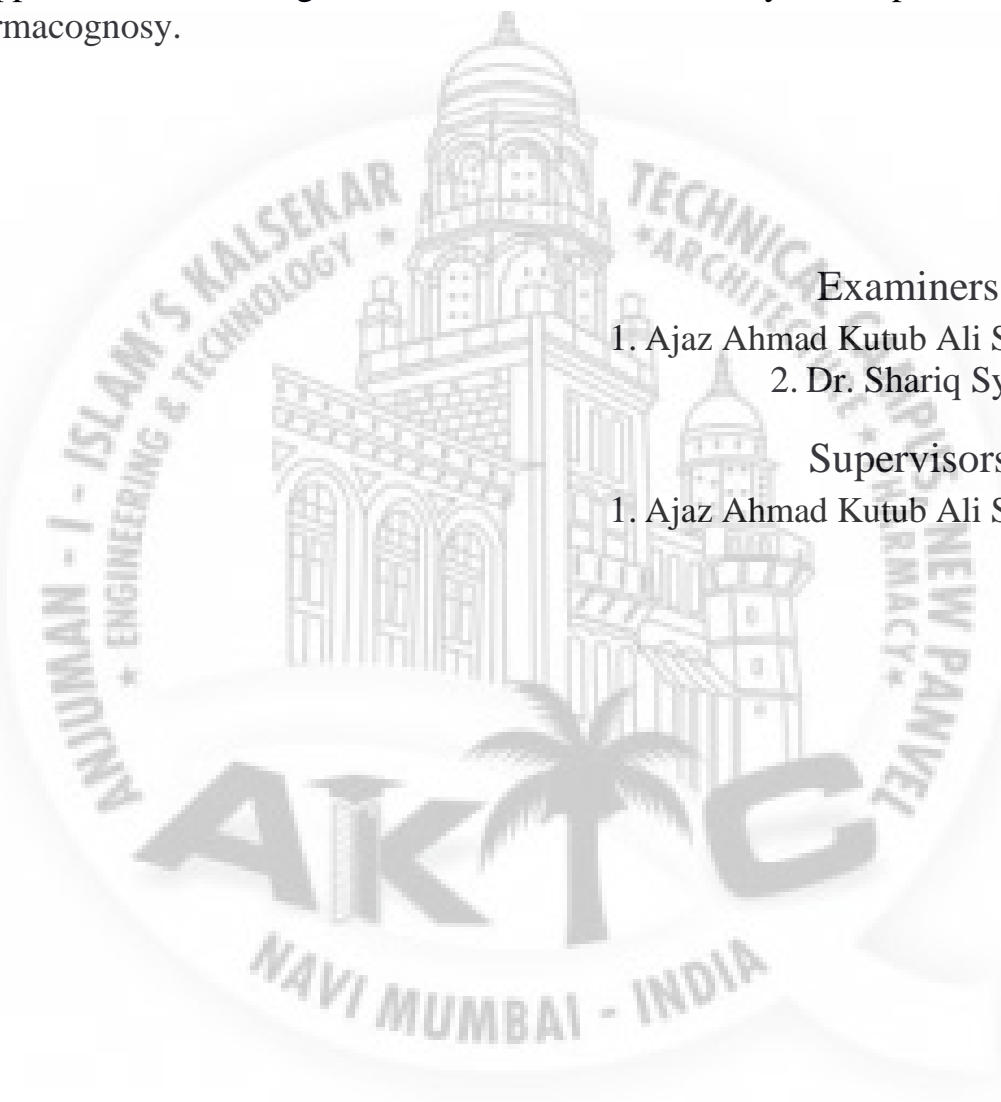 rmacognosy.
Examiners
1. Ajaz Ahmad Kutub Ali S
2. Dr. Shariq Sy
Supervisors
1. Ajaz Ahmad Kutub Ali S
ANJUMAN - I - ISLAM'S KALSEKAR TECHNICAL CAMPUS NEW PANVEL
* ENGINEERING & TECHNOLOGY * *ARCHITECTURE * PHARMACY*
AKTC
NAVI MUMBAI - INDIA